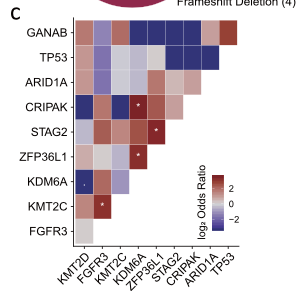 Frameshift Deletion (4)
C
GANAB
TP53
ARID1A
CRIPAK
*
STAG2
*
ZFP36L1
*
KDM6A
KMT2C
*
FGFR3
log₂ Odds Ratio
2
0
−2
KMT2D
FGFR3
KMT2C
KDM6A
ZFP36L1
STAG2
CRIPAK
ARID1A
TP53